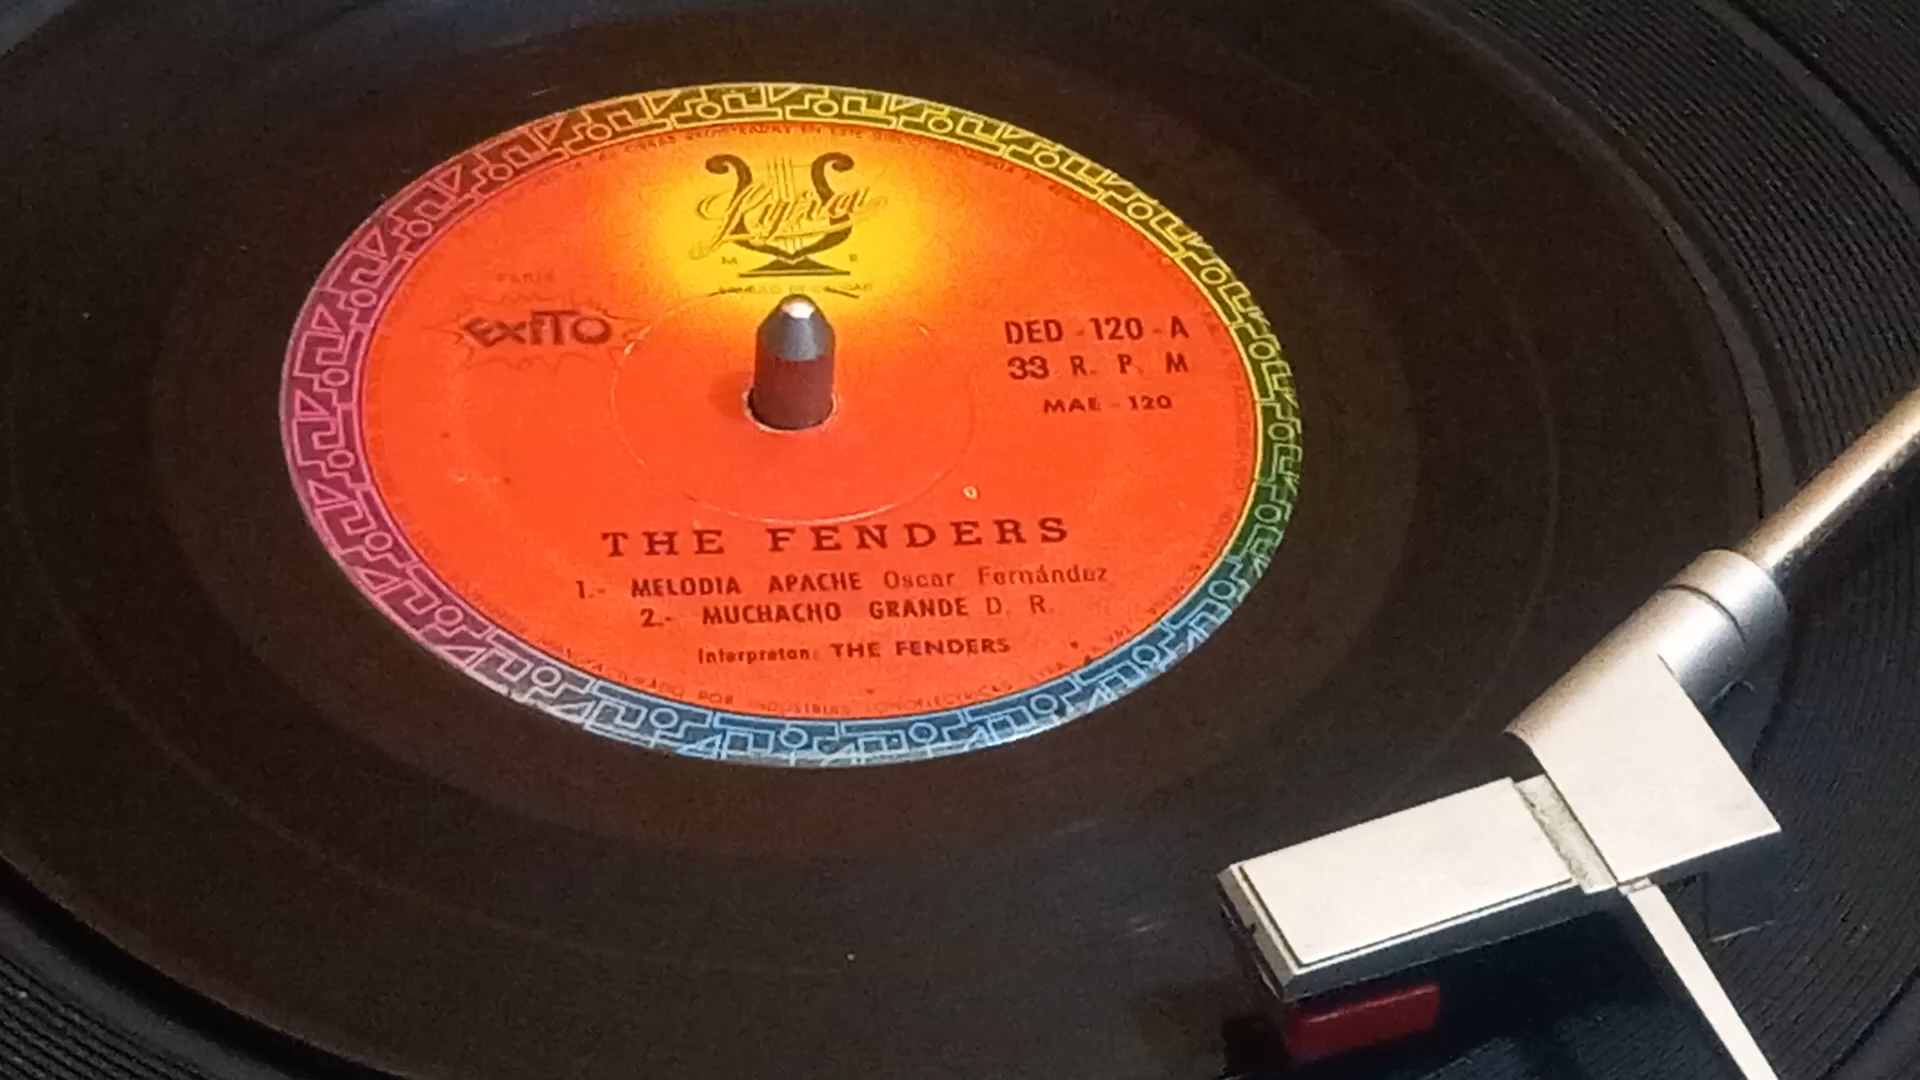 Lyra
M R
EXITO
DED - 120 - A
33 R. P. M
MAE - 120
THE FENDERS
1.- MELODIA APACHE Oscar Fernández
2.- MUCHACHO GRANDE D. R.
Interpretan: THE FENDERS